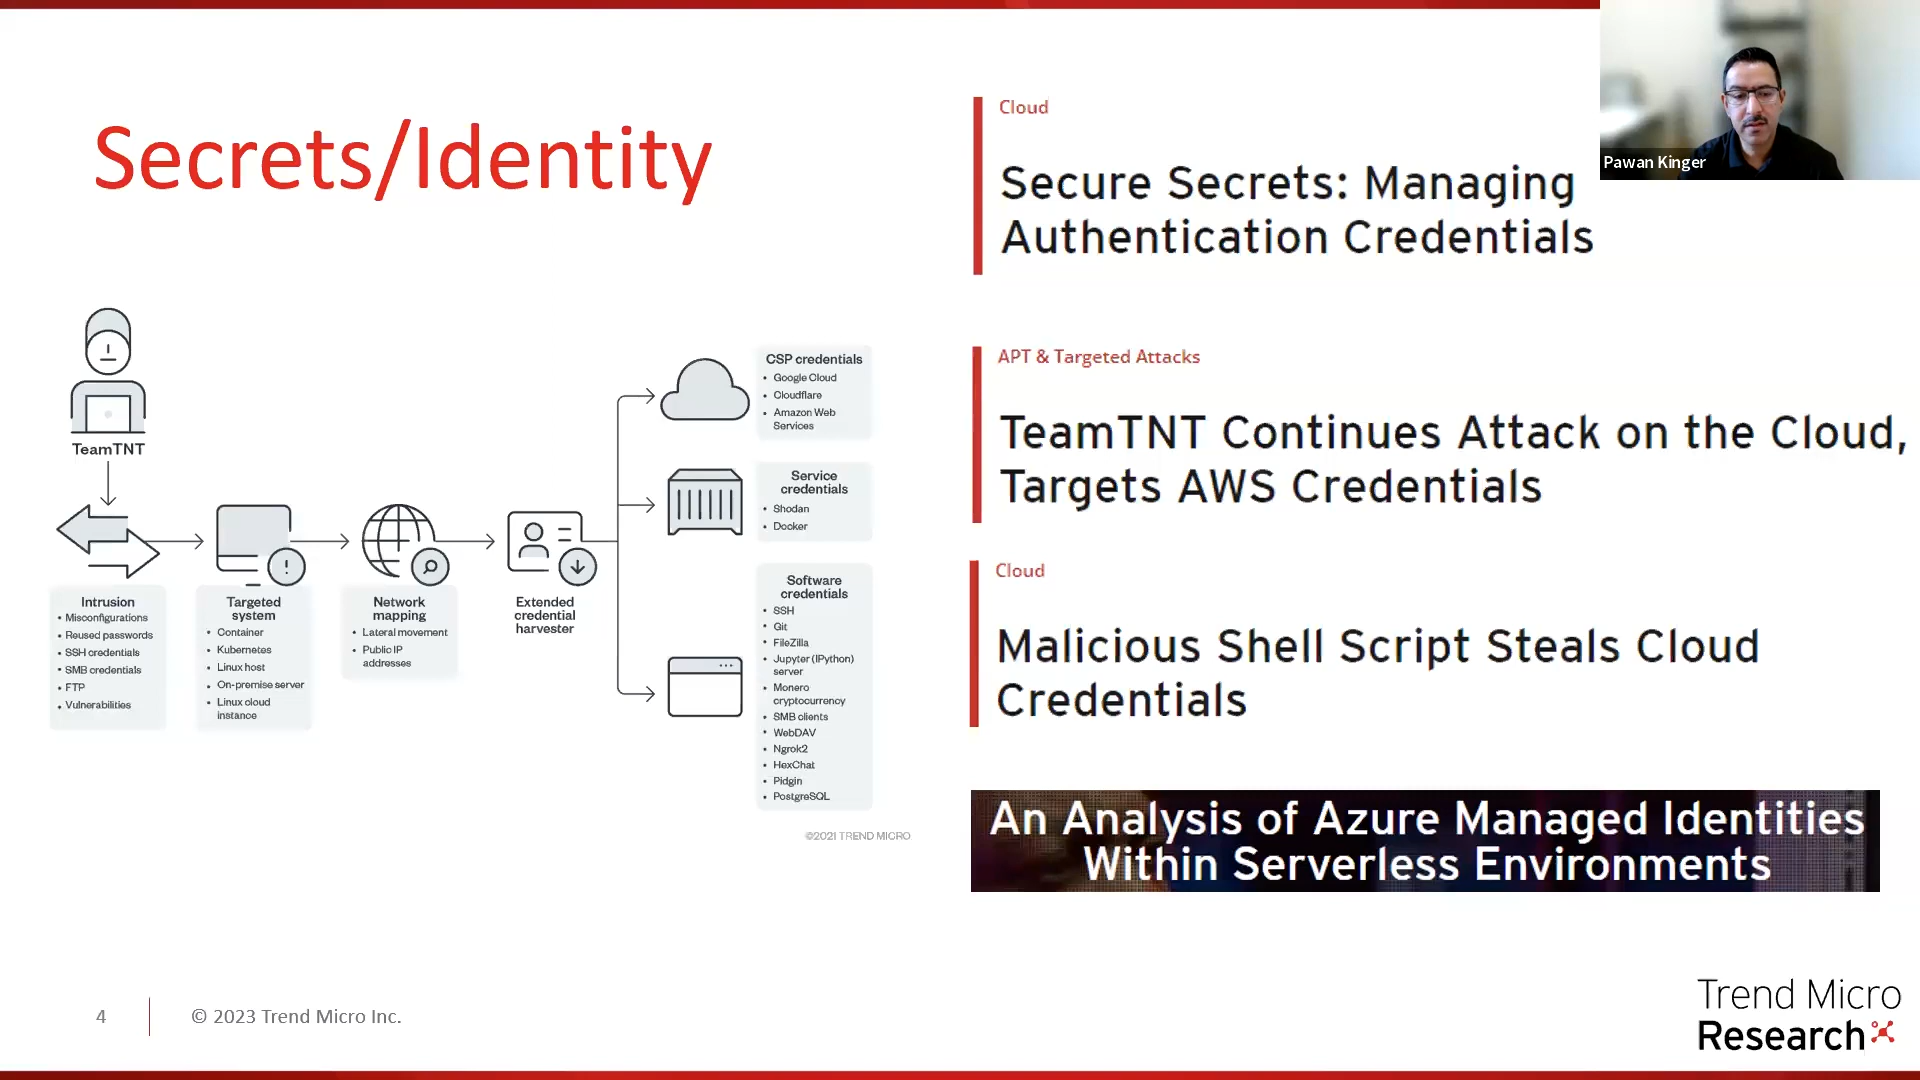 Secrets/Identity
TeamTNT
Intrusion
• Misconfigurations
• Reused passwords
• SSH credentials
• SMB credentials
• FTP
• Vulnerabilities
Targeted
system
• Container
• Kubernetes
• Linux host
• On-premise server
• Linux cloud
instance
Network
mapping
• Lateral movement
• Public IP
addresses
Extended
credential
harvester
CSP credentials
• Google Cloud
• Cloudflare
• Amazon Web
Services
Service
credentials
• Shodan
• Docker
Software
credentials
• SSH
• Git
• FileZilla
• Jupyter (IPython)
server
• Monero
cryptocurrency
• SMB clients
• WebDAV
• Ngrok2
• HexChat
• Pidgin
• PostgreSQL
©2021 TREND MICRO
Cloud
Secure Secrets: Managing
Authentication Credentials
APT & Targeted Attacks
TeamTNT Continues Attack on the Cloud,
Targets AWS Credentials
Cloud
Malicious Shell Script Steals Cloud
Credentials
An Analysis of Azure Managed Identities
Within Serverless Environments
Pawan Kinger
4
© 2023 Trend Micro Inc.
Trend Micro
Research